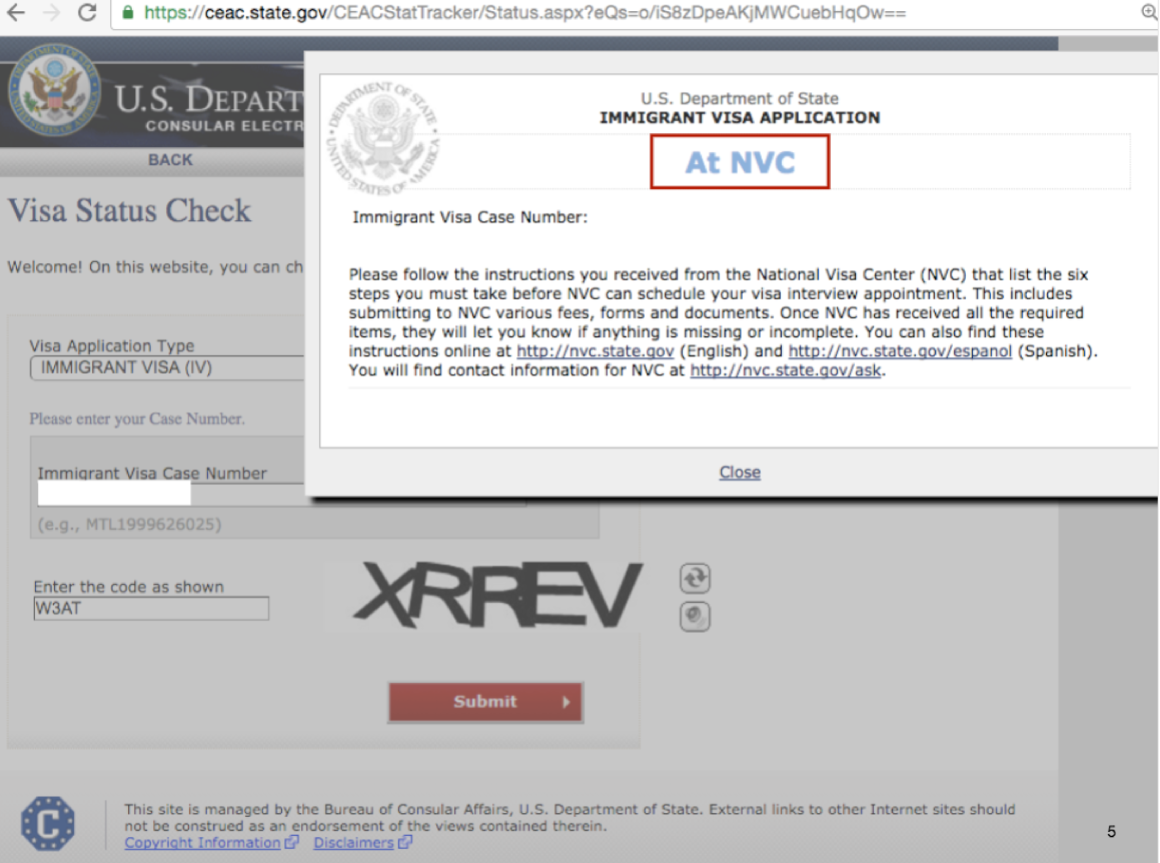 https://ceac.state.gov/CEACStatTracker/Status.aspx?eQs=o/iS8zDpeAKjMWCuebHqOw==
U.S. DEPART
CONSULAR ELECTR
BACK
Visa Status Check
Welcome! On this website, you can ch
Visa Application Type
IMMIGRANT VISA (IV)
Please enter your Case Number.
Immigrant Visa Case Number
(e.g., MTL1999626025)
Enter the code as shown
W3AT
XRREV
Submit
DEPARTMENT OF STATE
UNITED STATES OF AMERICA
U.S. Department of State
IMMIGRANT VISA APPLICATION
At NVC
Immigrant Visa Case Number:
Please follow the instructions you received from the National Visa Center (NVC) that list the six
steps you must take before NVC can schedule your visa interview appointment. This includes
submitting to NVC various fees, forms and documents. Once NVC has received all the required
items, they will let you know if anything is missing or incomplete. You can also find these
instructions online at http://nvc.state.gov (English) and http://nvc.state.gov/espanol (Spanish).
You will find contact information for NVC at http://nvc.state.gov/ask.
Close
This site is managed by the Bureau of Consular Affairs, U.S. Department of State. External links to other Internet sites should
not be construed as an endorsement of the views contained therein.
Copyright Information Disclaimers
C
5